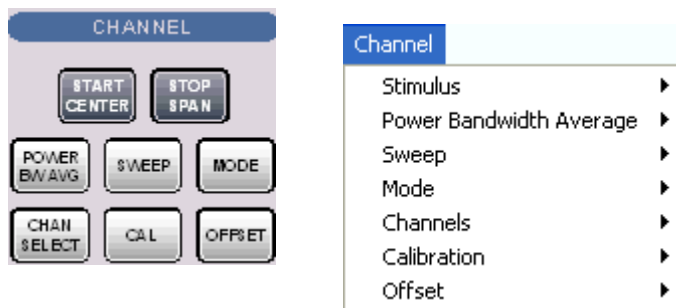 CHANNEL
START CENTER
STOP SPAN
POWER BW AVG
SWEEP
MODE
CHAN SELECT
CAL
OFFSET
Channel
Stimulus
Power Bandwidth Average
Sweep
Mode
Channels
Calibration
Offset